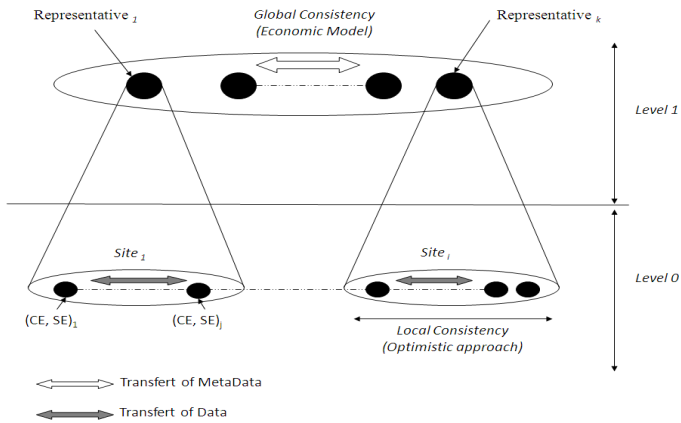 Global Consistency
(Economic Model)
Representative 1
Representative k
Level 1
Site 1
Site i
Level 0
(CE, SE)1
(CE, SE)j
Local Consistency
(Optimistic approach)
Transfert of MetaData
Transfert of Data